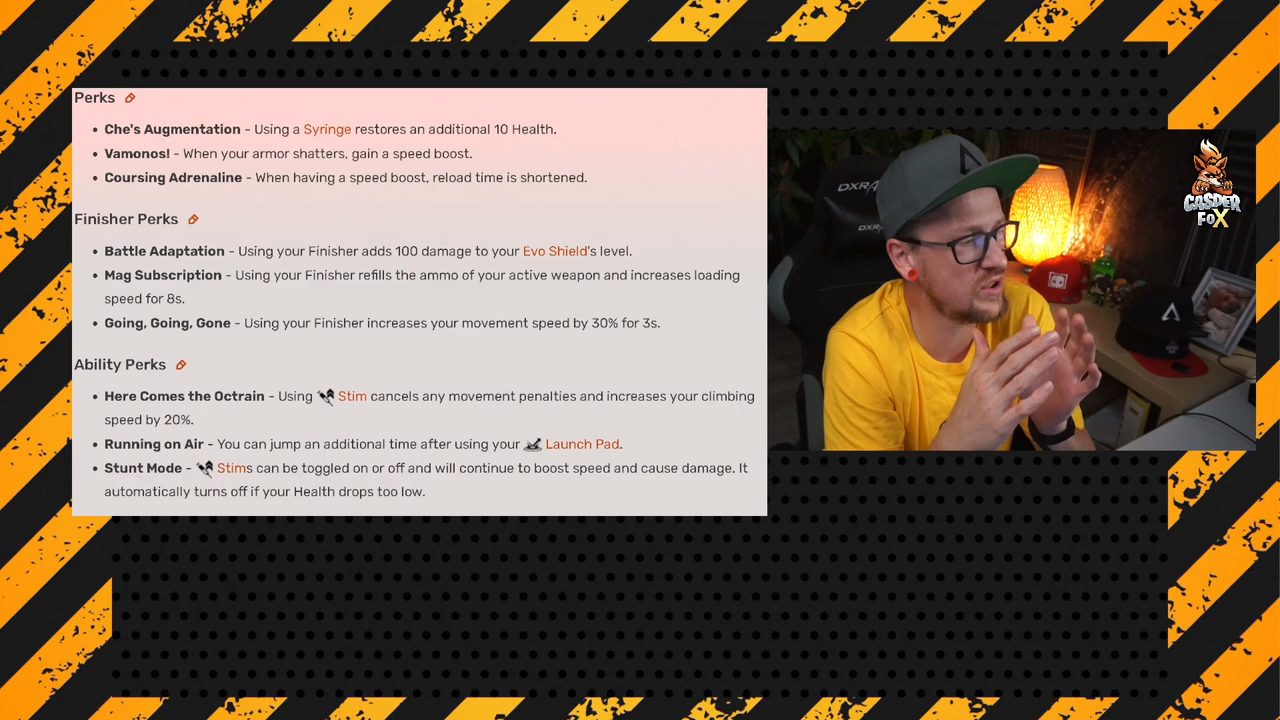 Perks
• Che's Augmentation - Using a Syringe restores an additional 10 Health.
• Vamonos! - When your armor shatters, gain a speed boost.
• Coursing Adrenaline - When having a speed boost, reload time is shortened.
Finisher Perks
• Battle Adaptation - Using your Finisher adds 100 damage to your Evo Shield's level.
• Mag Subscription - Using your Finisher refills the ammo of your active weapon and increases loading
speed for 8s.
• Going, Going, Gone - Using your Finisher increases your movement speed by 30% for 3s.
Ability Perks
• Here Comes the Octrain - Using Stim cancels any movement penalties and increases your climbing
speed by 20%.
• Running on Air - You can jump an additional time after using your Launch Pad.
• Stunt Mode - Stims can be toggled on or off and will continue to boost speed and cause damage. It
automatically turns off if your Health drops too low.
CASPER
FOX